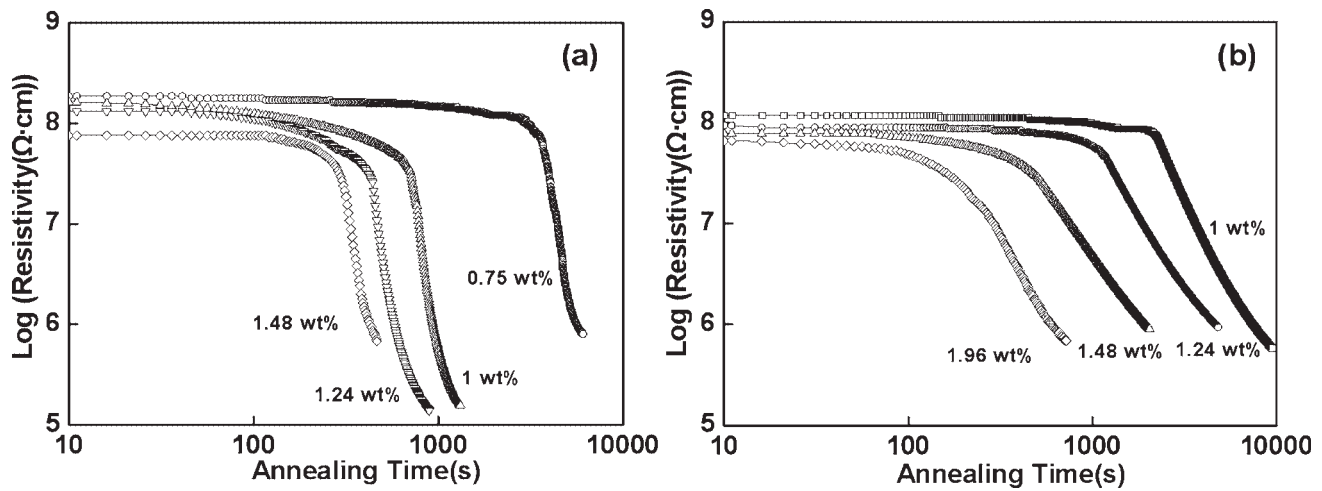 (a)
Log (Resistivity(Ω·cm))
9
8
7
6
5
0.75 wt%
1.48 wt%
1 wt%
1.24 wt%
10 100 1000 10000
Annealing Time(s)
(b)
Log (Resistivity(Ω·cm))
9
8
7
6
5
1 wt%
1.96 wt%
1.48 wt%
1.24 wt%
10 100 1000 10000
Annealing Time(s)